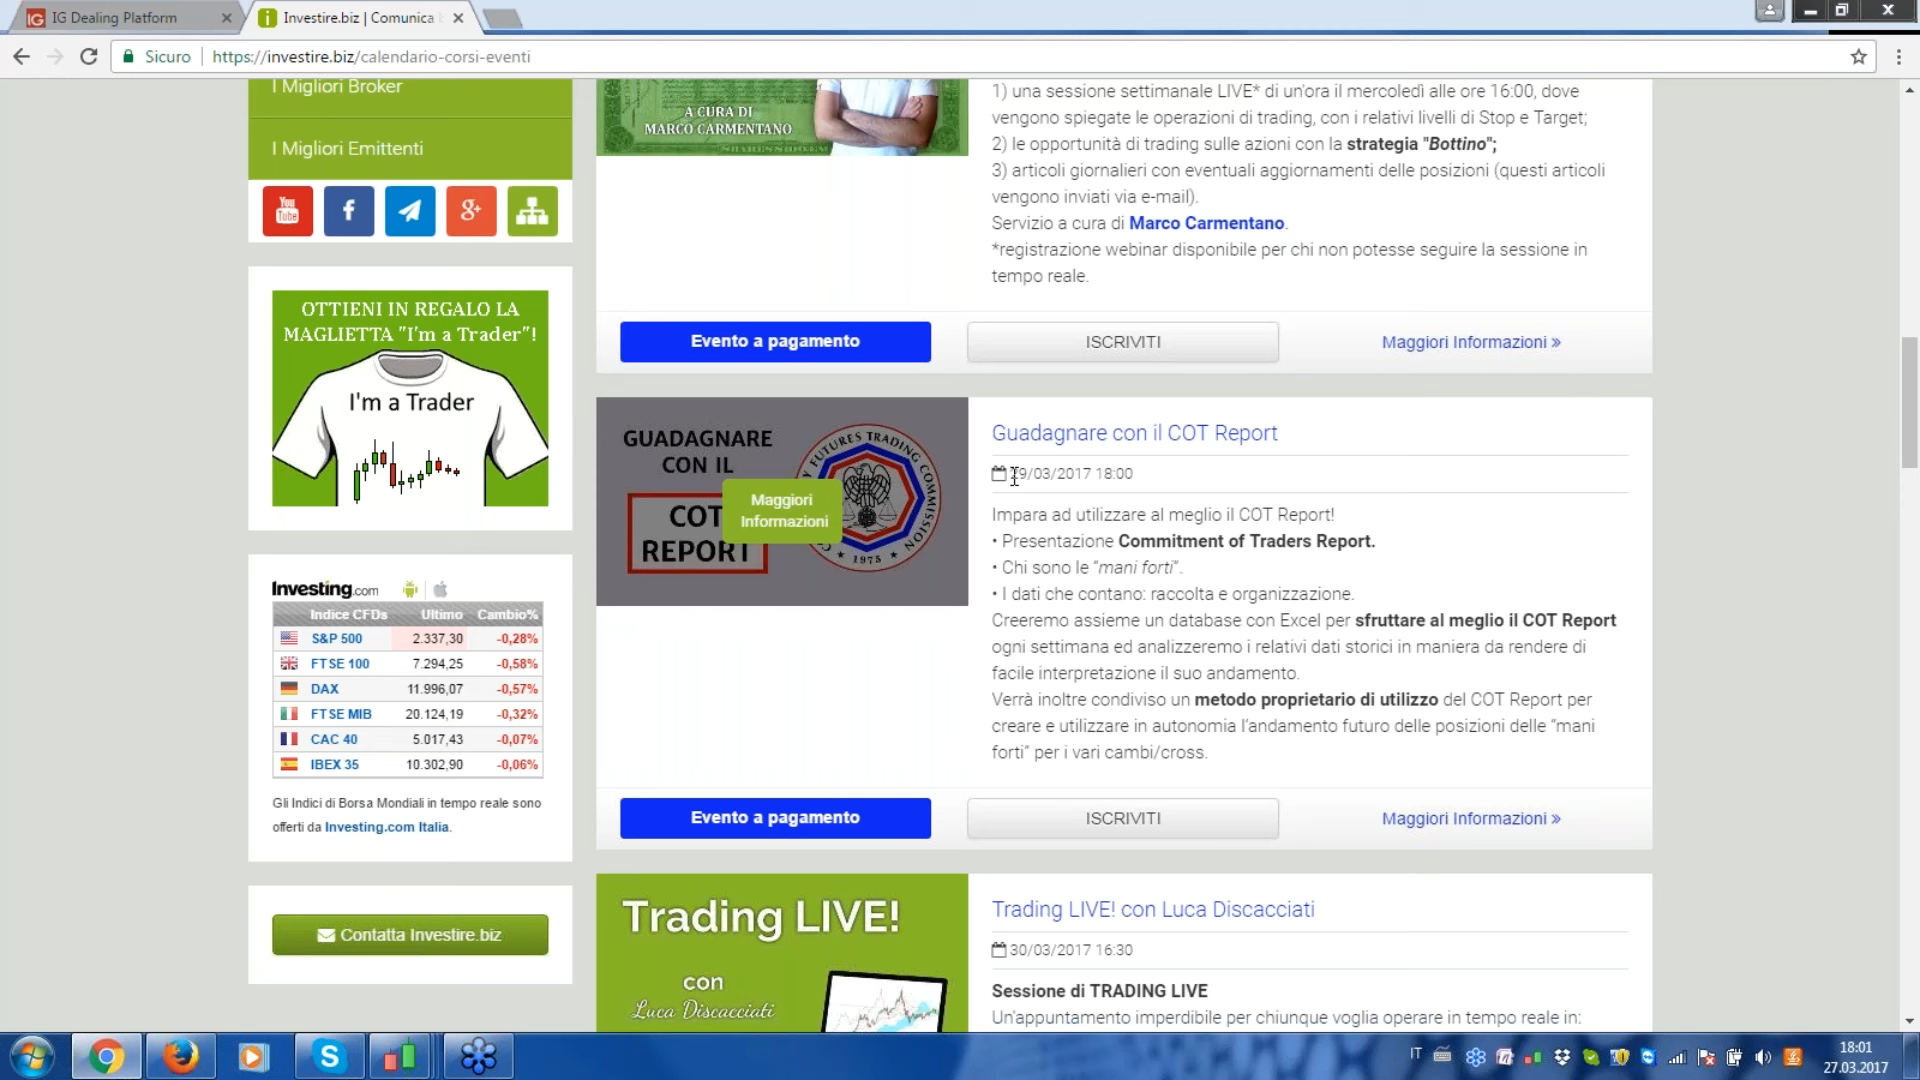 IG Dealing Platform
Investire.biz | Comunica
Sicuro
https://investire.biz/calendario-corsi-eventi
I Migliori Broker
I Migliori Emittenti
You Tube
f
g+
OTTIENI IN REGALO LA
MAGLIETTA "I'm a Trader"!
I'm a Trader
Investing.com
Indice CFDs Ultimo Cambio%
S&P 500 2.337,30 -0,28%
FTSE 100 7.294,25 -0,58%
DAX 11.996,07 -0,57%
FTSE MIB 20.124,19 -0,32%
CAC 40 5.017,43 -0,07%
IBEX 35 10.302,90 -0,06%
Gli Indici di Borsa Mondiali in tempo reale sono
offerti da Investing.com Italia.
Contatta Investire.biz
A CURA DI
MARCO CARMENTANO
1) una sessione settimanale LIVE* di un'ora il mercoledì alle ore 16:00, dove
vengono spiegate le operazioni di trading, con i relativi livelli di Stop e Target;
2) le opportunità di trading sulle azioni con la strategia "Bottino";
3) articoli giornalieri con eventuali aggiornamenti delle posizioni (questi articoli
vengono inviati via e-mail).
Servizio a cura di Marco Carmentano.
*registrazione webinar disponibile per chi non potesse seguire la sessione in
tempo reale.
Evento a pagamento
ISCRIVITI
Maggiori Informazioni »
GUADAGNARE
CON IL
COT
REPORT
FUTURES TRADING COMMISSION
1975
Maggiori
Informazioni
Guadagnare con il COT Report
29/03/2017 18:00
Impara ad utilizzare al meglio il COT Report!
• Presentazione Commitment of Traders Report.
• Chi sono le “mani forti”.
• I dati che contano: raccolta e organizzazione.
Creeremo assieme un database con Excel per sfruttare al meglio il COT Report
ogni settimana ed analizzeremo i relativi dati storici in maniera da rendere di
facile interpretazione il suo andamento.
Verrà inoltre condiviso un metodo proprietario di utilizzo del COT Report per
creare e utilizzare in autonomia l’andamento futuro delle posizioni delle “mani
forti” per i vari cambi/cross.
Evento a pagamento
ISCRIVITI
Maggiori Informazioni »
Trading LIVE!
con
Luca Discacciati
Trading LIVE! con Luca Discacciati
30/03/2017 16:30
Sessione di TRADING LIVE
Un'appuntamento imperdibile per chiunque voglia operare in tempo reale in:
IT
18:01
27.03.2017